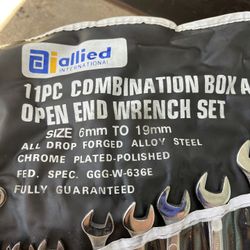 ai allied
INTERNATIONAL
11PC COMBINATION BOX A
OPEN END WRENCH SET
SIZE 6mm TO 19mm
ALL DROP FORGED ALLOY STEEL
CHROME PLATED-POLISHED
FED. SPEC. GGG-W-636E
FULLY GUARANTEED